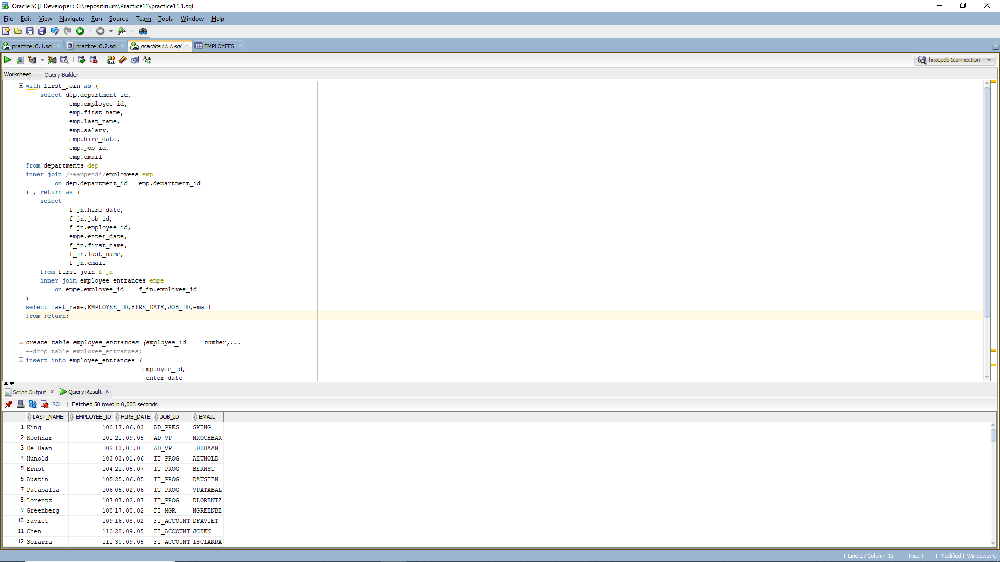 Oracle SQL Developer : C:\repositirium\Practice11\practice11.1.sql
File Edit View Navigate Run Source Team Tools Window Help
practice10.1.sql practice10.2.sql practice11.1.sql EMPLOYEES
hrxepdb1connection
Worksheet Query Builder
with first_join as (
select dep.department_id,
emp.employee_id,
emp.first_name,
emp.last_name,
emp.salary,
emp.hire_date,
emp.job_id,
emp.email
from departments dep
inner join /*+append*/employees emp
on dep.department_id = emp.department_id
) , return as (
select
f_jn.hire_date,
f_jn.job_id,
f_jn.employee_id,
empe.enter_date,
f_jn.first_name,
f_jn.last_name,
f_jn.email
from first_join f_jn
inner join employee_entrances empe
on empe.employee_id =  f_jn.employee_id
)
select last_name,EMPLOYEE_ID,HIRE_DATE,JOB_ID,email
from return;
create table employee_entrances (employee_id     number,...
--drop table employee_entrances;
insert into employee_entrances (
employee_id,
enter_date
Script Output x Query Result x
SQL | Fetched 50 rows in 0,003 seconds
LAST_NAME EMPLOYEE_ID HIRE_DATE JOB_ID EMAIL
1 King 100 17.06.03 AD_PRES SKING
2 Kochhar 101 21.09.05 AD_VP NKOCHHAR
3 De Haan 102 13.01.01 AD_VP LDEHAAN
4 Hunold 103 03.01.06 IT_PROG AHUNOLD
5 Ernst 104 21.05.07 IT_PROG BERNST
6 Austin 105 25.06.05 IT_PROG DAUSTIN
7 Pataballa 106 05.02.06 IT_PROG VPATABAL
8 Lorentz 107 07.02.07 IT_PROG DLORENTZ
9 Greenberg 108 17.08.02 FI_MGR NGREENBE
10 Faviet 109 16.08.02 FI_ACCOUNT DFAVIET
11 Chen 110 28.09.05 FI_ACCOUNT JCHEN
12 Sciarra 111 30.09.05 FI_ACCOUNT ISCIARRA
| Line 27 Column 13 | Insert | Modified | Windows: CF